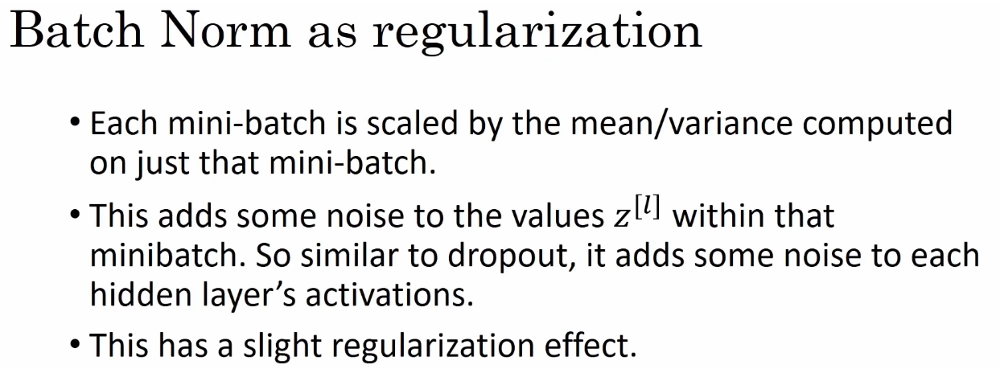 Batch Norm as regularization
• Each mini-batch is scaled by the mean/variance computed
on just that mini-batch.
• This adds some noise to the values z^[l] within that
minibatch. So similar to dropout, it adds some noise to each
hidden layer’s activations.
• This has a slight regularization effect.